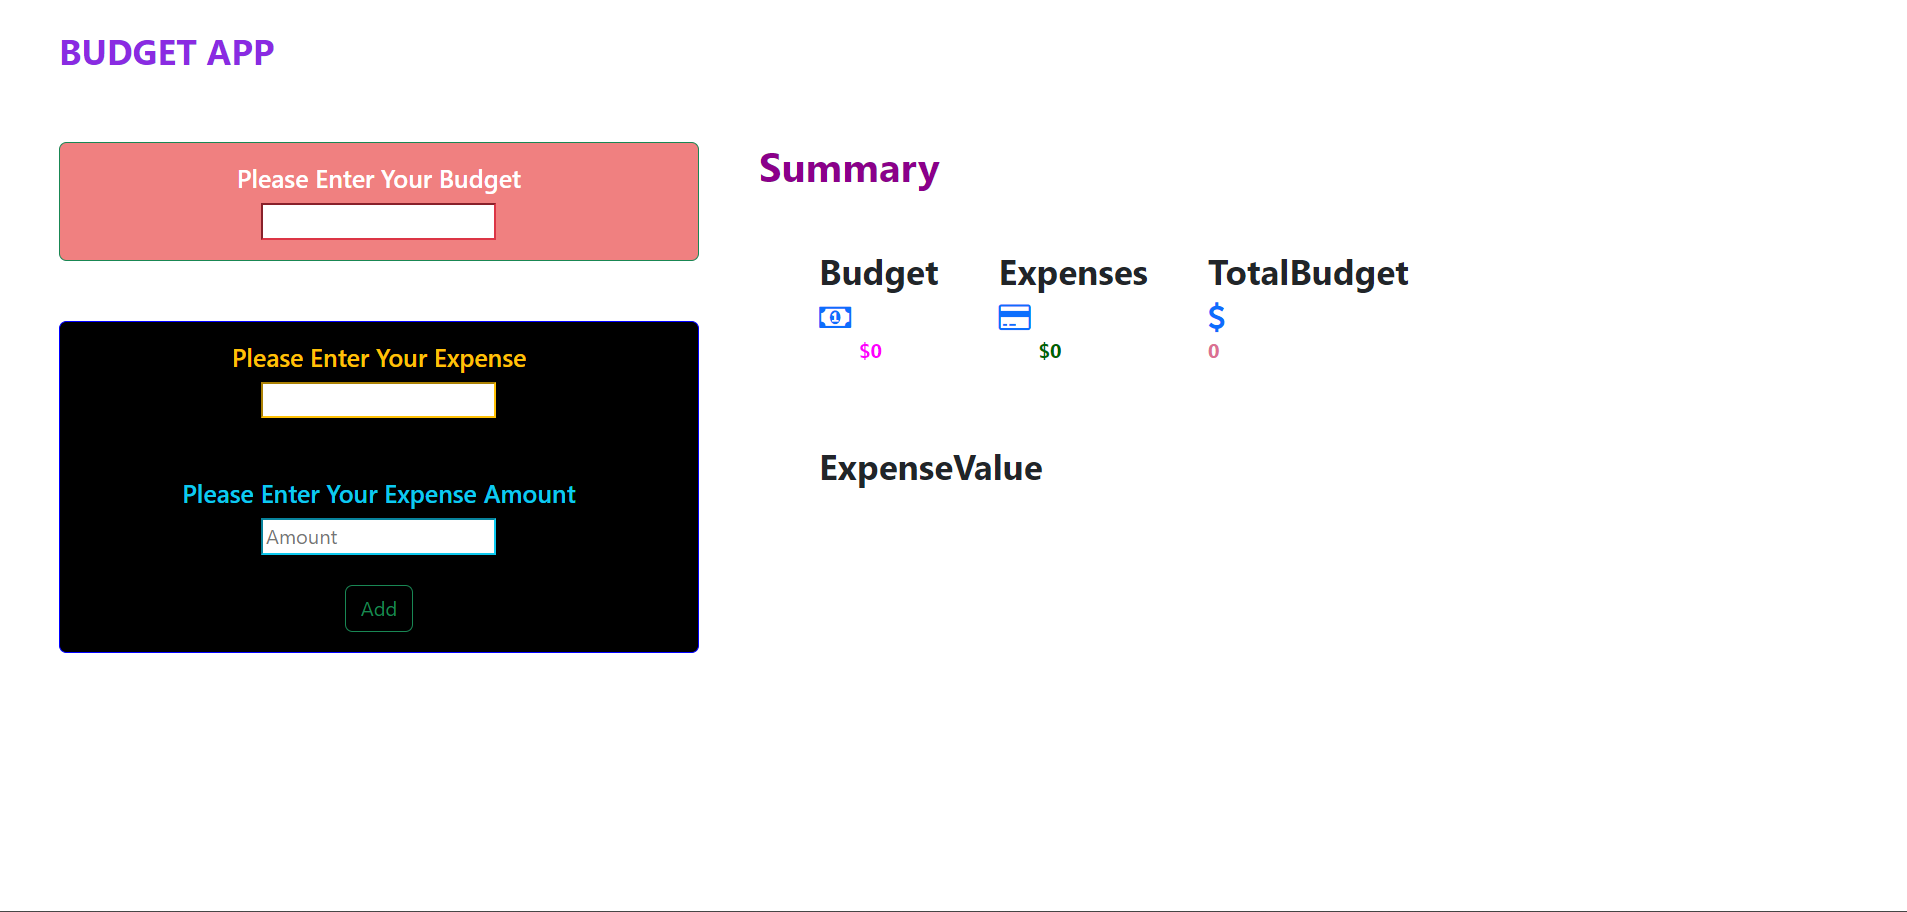 BUDGET APP
Please Enter Your Budget
Please Enter Your Expense
Please Enter Your Expense Amount
Amount
Add
Summary
Budget Expenses TotalBudget
$0 $0 0
ExpenseValue